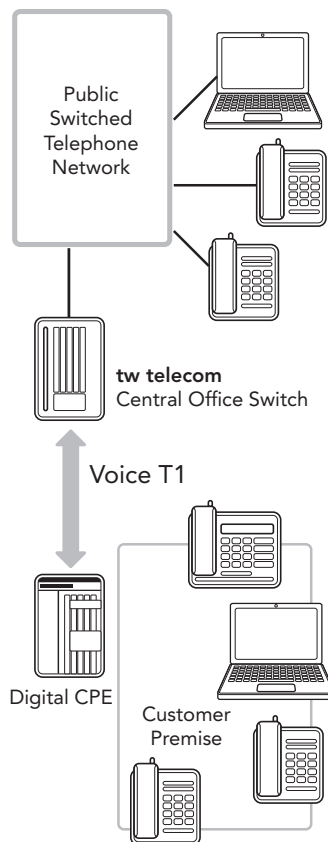 Public
Switched
Telephone
Network
tw telecom
Central Office Switch
Voice T1
Digital CPE
Customer
Premise